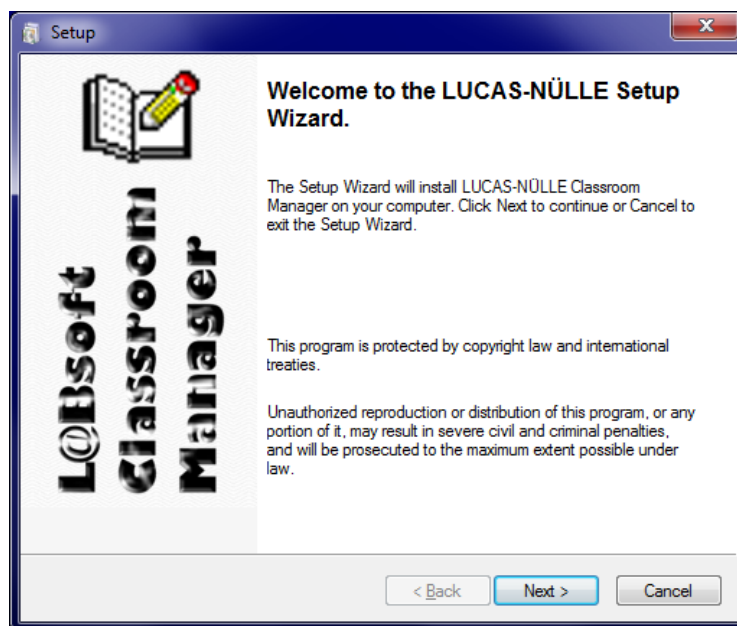 Setup
L@Bsoft
Classroom
Manager
Welcome to the LUCAS-NÜLLE Setup
Wizard.
The Setup Wizard will install LUCAS-NÜLLE Classroom
Manager on your computer. Click Next to continue or Cancel to
exit the Setup Wizard.
This program is protected by copyright law and international
treaties.
Unauthorized reproduction or distribution of this program, or any
portion of it, may result in severe civil and criminal penalties,
and will be prosecuted to the maximum extent possible under
law.
< Back
Next >
Cancel